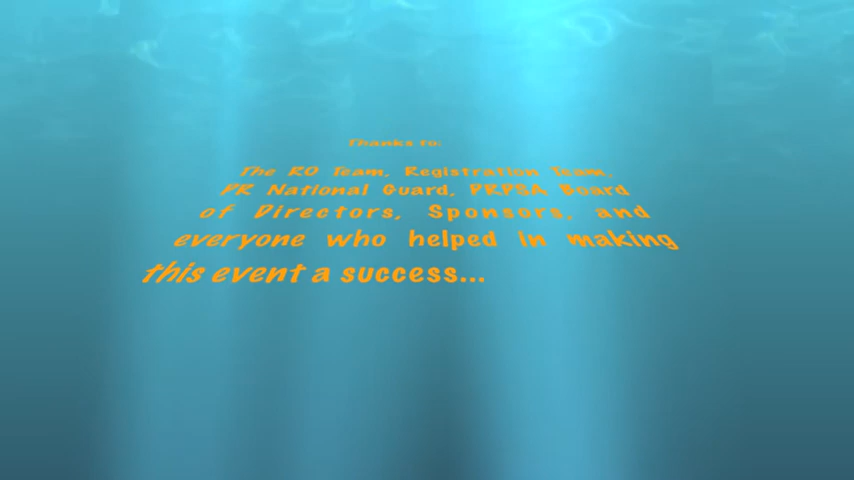 Thanks to:
The RO Team, Registration Team,
PR National Guard, PRPSA Board
of Directors, Sponsors, and
everyone who helped in making
this event a success...